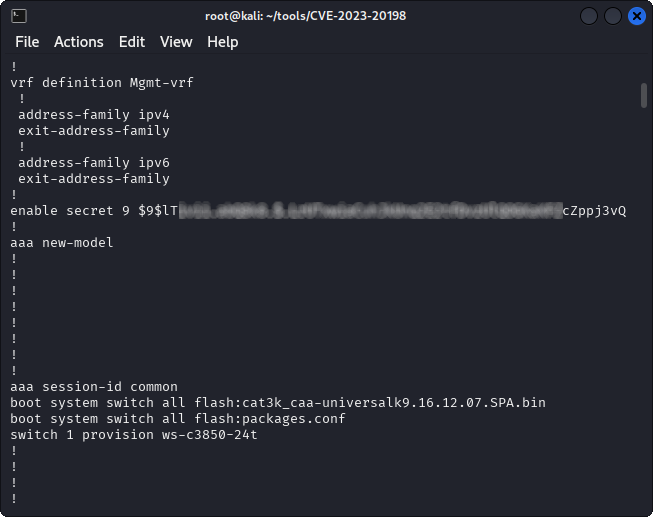 root@kali: ~/tools/CVE-2023-20198
File Actions Edit View Help
!
vrf definition Mgmt-vrf
 !
 address-family ipv4
 exit-address-family
 !
 address-family ipv6
 exit-address-family
!
enable secret 9 $9$lT cZppj3vQ
!
aaa new-model
!
!
!
!
!
!
!
!
aaa session-id common
boot system switch all flash:cat3k_caa-universalk9.16.12.07.SPA.bin
boot system switch all flash:packages.conf
switch 1 provision ws-c3850-24t
!
!
!
!